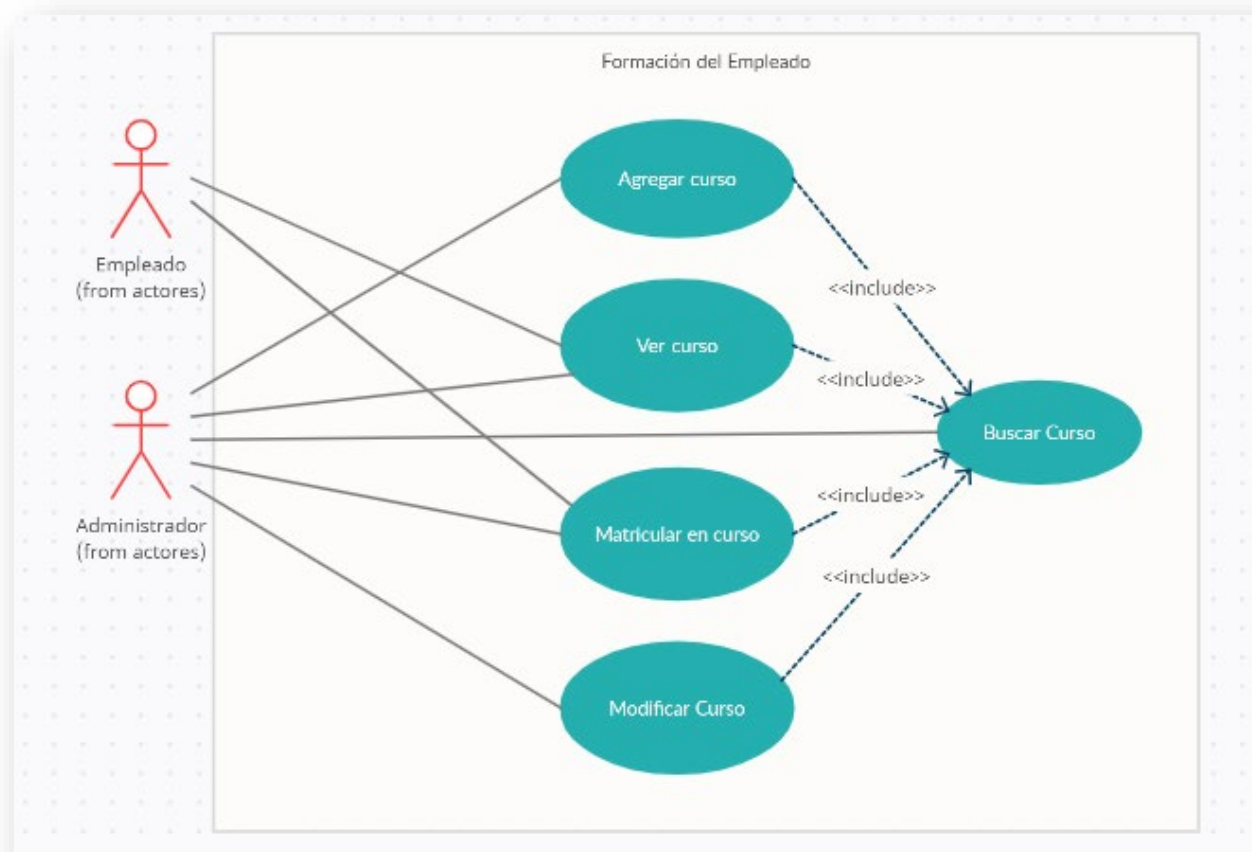 Formación del Empleado
Empleado
(from actores)
Administrador
(from actores)
Agregar curso
Ver curso
Matricular en curso
Modificar Curso
<<include>>
<<include>>
<<include>>
<<include>>
Buscar Curso